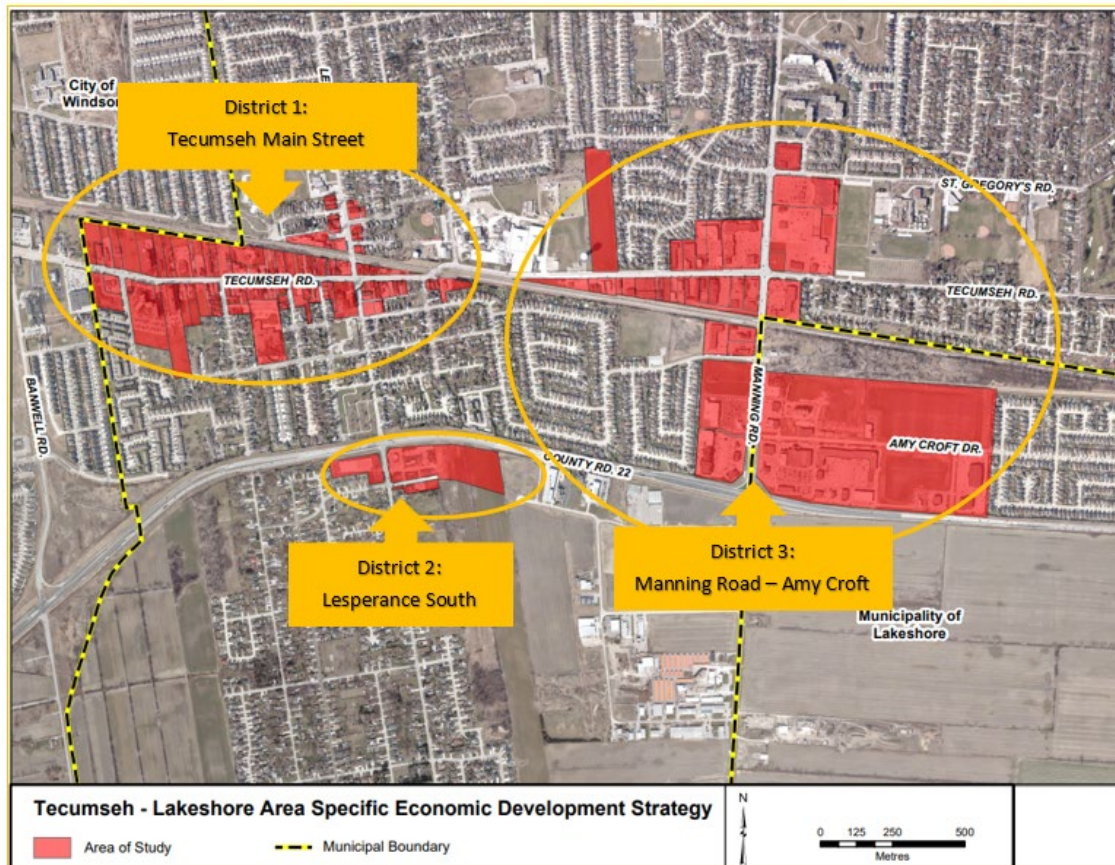 City of
Windsor
LE
District 1:
Tecumseh Main Street
ST. GREGORY'S RD.
TECUMSEH RD.
TECUMSEH RD.
BANWELL RD.
MANNING RD.
AMY CROFT DR.
COUNTY RD. 22
District 2:
Lesperance South
District 3:
Manning Road – Amy Croft
Municipality of
Lakeshore
Tecumseh - Lakeshore Area Specific Economic Development Strategy
Area of Study
Municipal Boundary
N
0 125 250 500
Metres